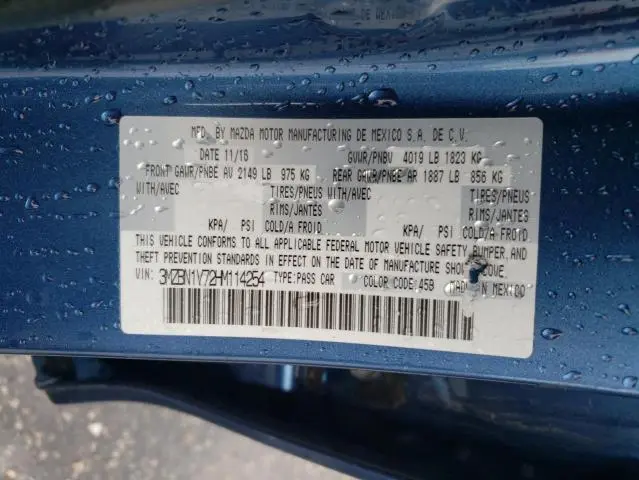 MFD. BY MAZDA MOTOR MANUFACTURING DE MEXICO S.A. DE C.V.
DATE 11/16 GVWR/PNBV 4019 LB 1823 KG
FRONT GAWR/PNBE AV 2149 LB 975 KG REAR GAWR/PNBE AR 1887 LB 856 KG
WITH/AVEC TIRES/PNEUS WITH/AVEC TIRES/PNEUS
RIMS/JANTES RIMS/JANTES
KPA/ PSI COLD/A FROID KPA/ PSI COLD/A FROID
THIS VEHICLE CONFORMS TO ALL APPLICABLE FEDERAL MOTOR VEHICLE SAFETY, BUMPER, AND
THEFT PREVENTION STANDARDS IN EFFECT ON THE DATE OF MANUFACTURE SHOWN ABOVE.
VIN: 3MZBN1V72HM114254 TYPE:PASS CAR COLOR CODE:45B MADE IN MEXICO